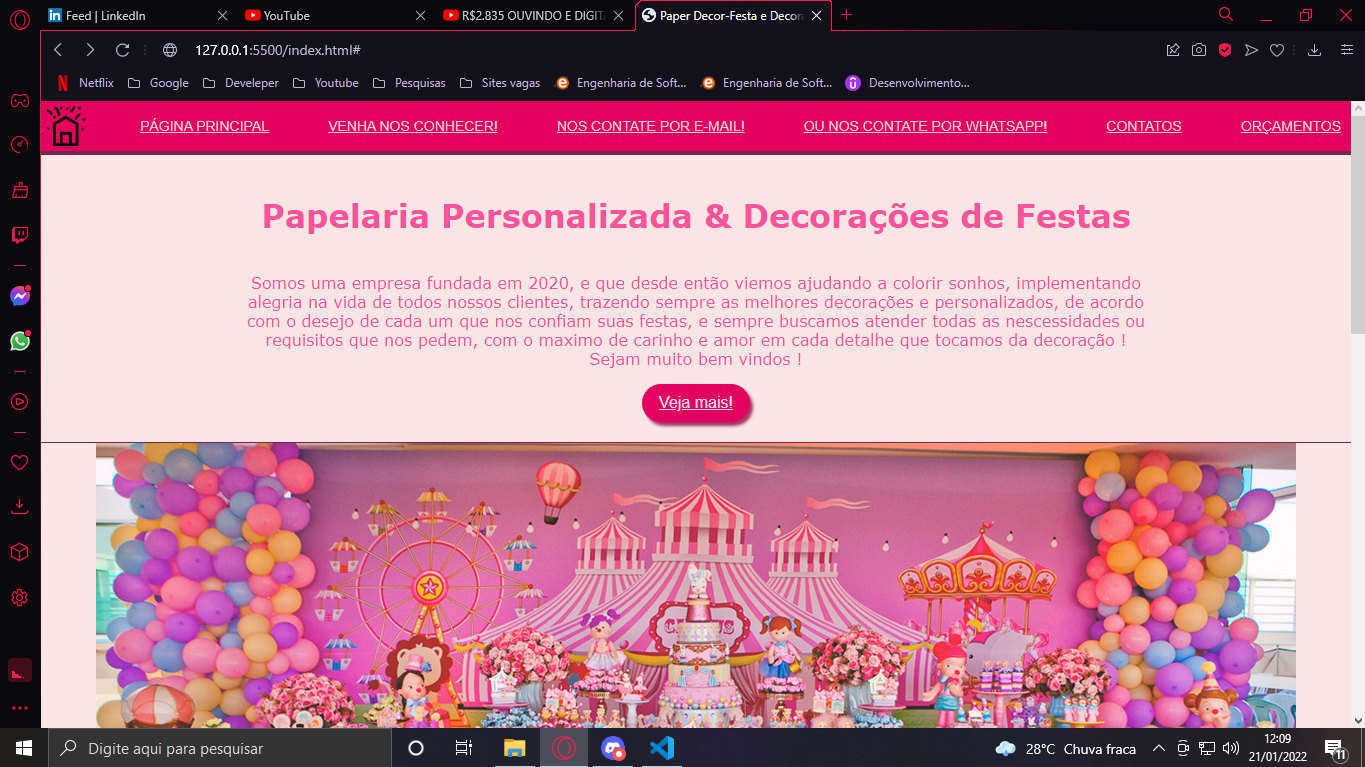 Feed | LinkedIn
YouTube
R$2.835 OUVINDO E DIGIT
Paper Decor-Festa e Decora
127.0.0.1:5500/index.html#
Netflix
Google
Develeper
Youtube
Pesquisas
Sites vagas
Engenharia de Soft...
Engenharia de Soft...
Desenvolvimento...
PÁGINA PRINCIPAL
VENHA NOS CONHECER!
NOS CONTATE POR E-MAIL!
OU NOS CONTATE POR WHATSAPP!
CONTATOS
ORÇAMENTOS
Papelaria Personalizada & Decorações de Festas
Somos uma empresa fundada em 2020, e que desde então viemos ajudando a colorir sonhos, implementando
alegria na vida de todos nossos clientes, trazendo sempre as melhores decorações e personalizados, de acordo
com o desejo de cada um que nos confiam suas festas, e sempre buscamos atender todas as nescessidades ou
requisitos que nos pedem, com o maximo de carinho e amor em cada detalhe que tocamos da decoração !
Sejam muito bem vindos !
Veja mais!
Digite aqui para pesquisar
28°C Chuva fraca
12:09
21/01/2022
11